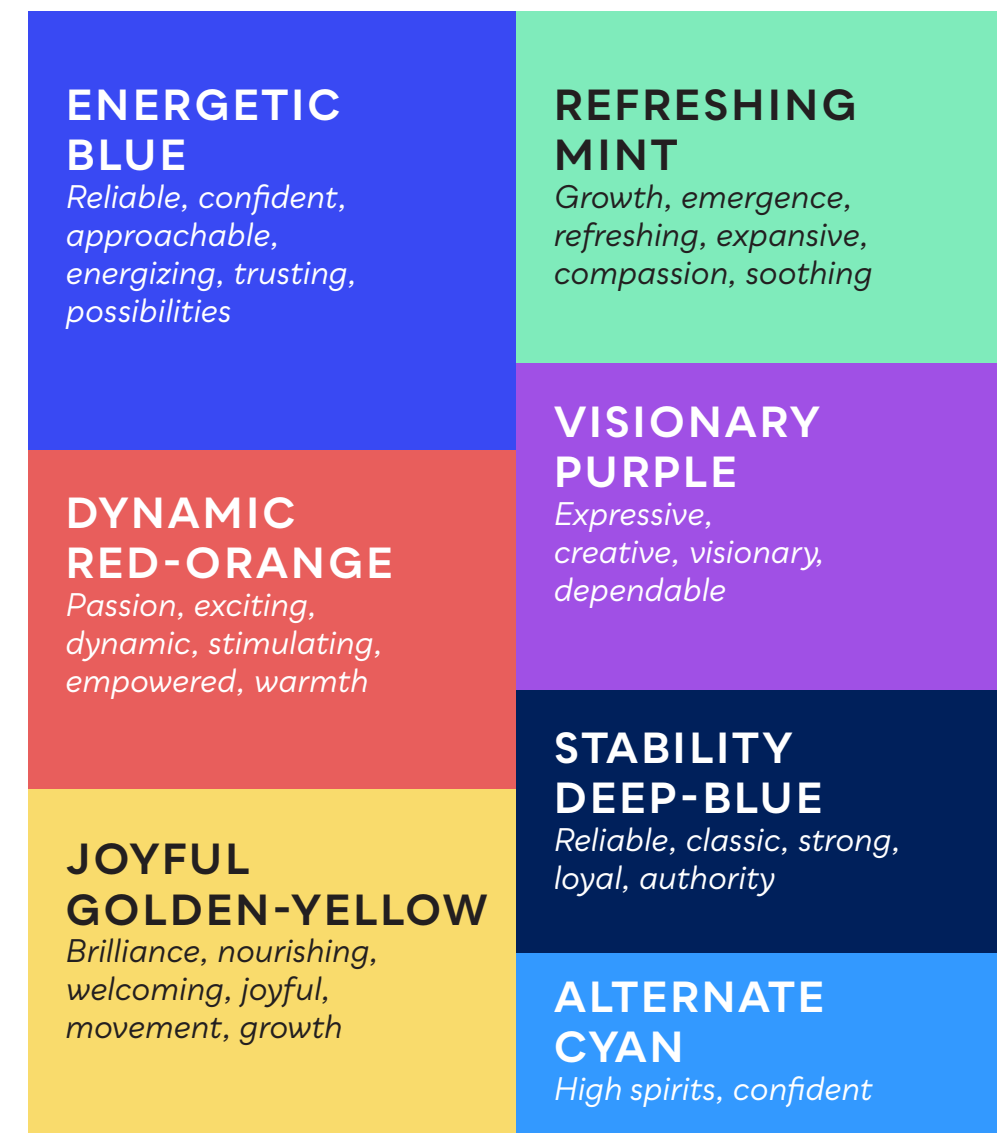 ENERGETIC
BLUE
Reliable, confident,
approachable,
energizing, trusting,
possibilities
DYNAMIC
RED-ORANGE
Passion, exciting,
dynamic, stimulating,
empowered, warmth
JOYFUL
GOLDEN-YELLOW
Brilliance, nourishing,
welcoming, joyful,
movement, growth
REFRESHING
MINT
Growth, emergence,
refreshing, expansive,
compassion, soothing
VISIONARY
PURPLE
Expressive,
creative, visionary,
dependable
STABILITY
DEEP-BLUE
Reliable, classic, strong,
loyal, authority
ALTERNATE
CYAN
High spirits, confident